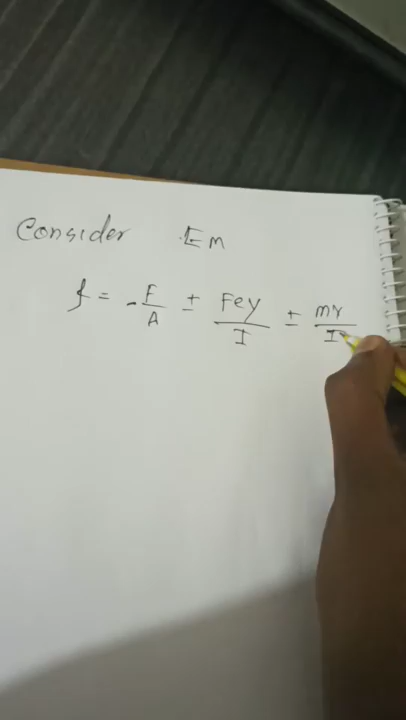 Consider Em
f = - F/A ± Fey/I ± my/I